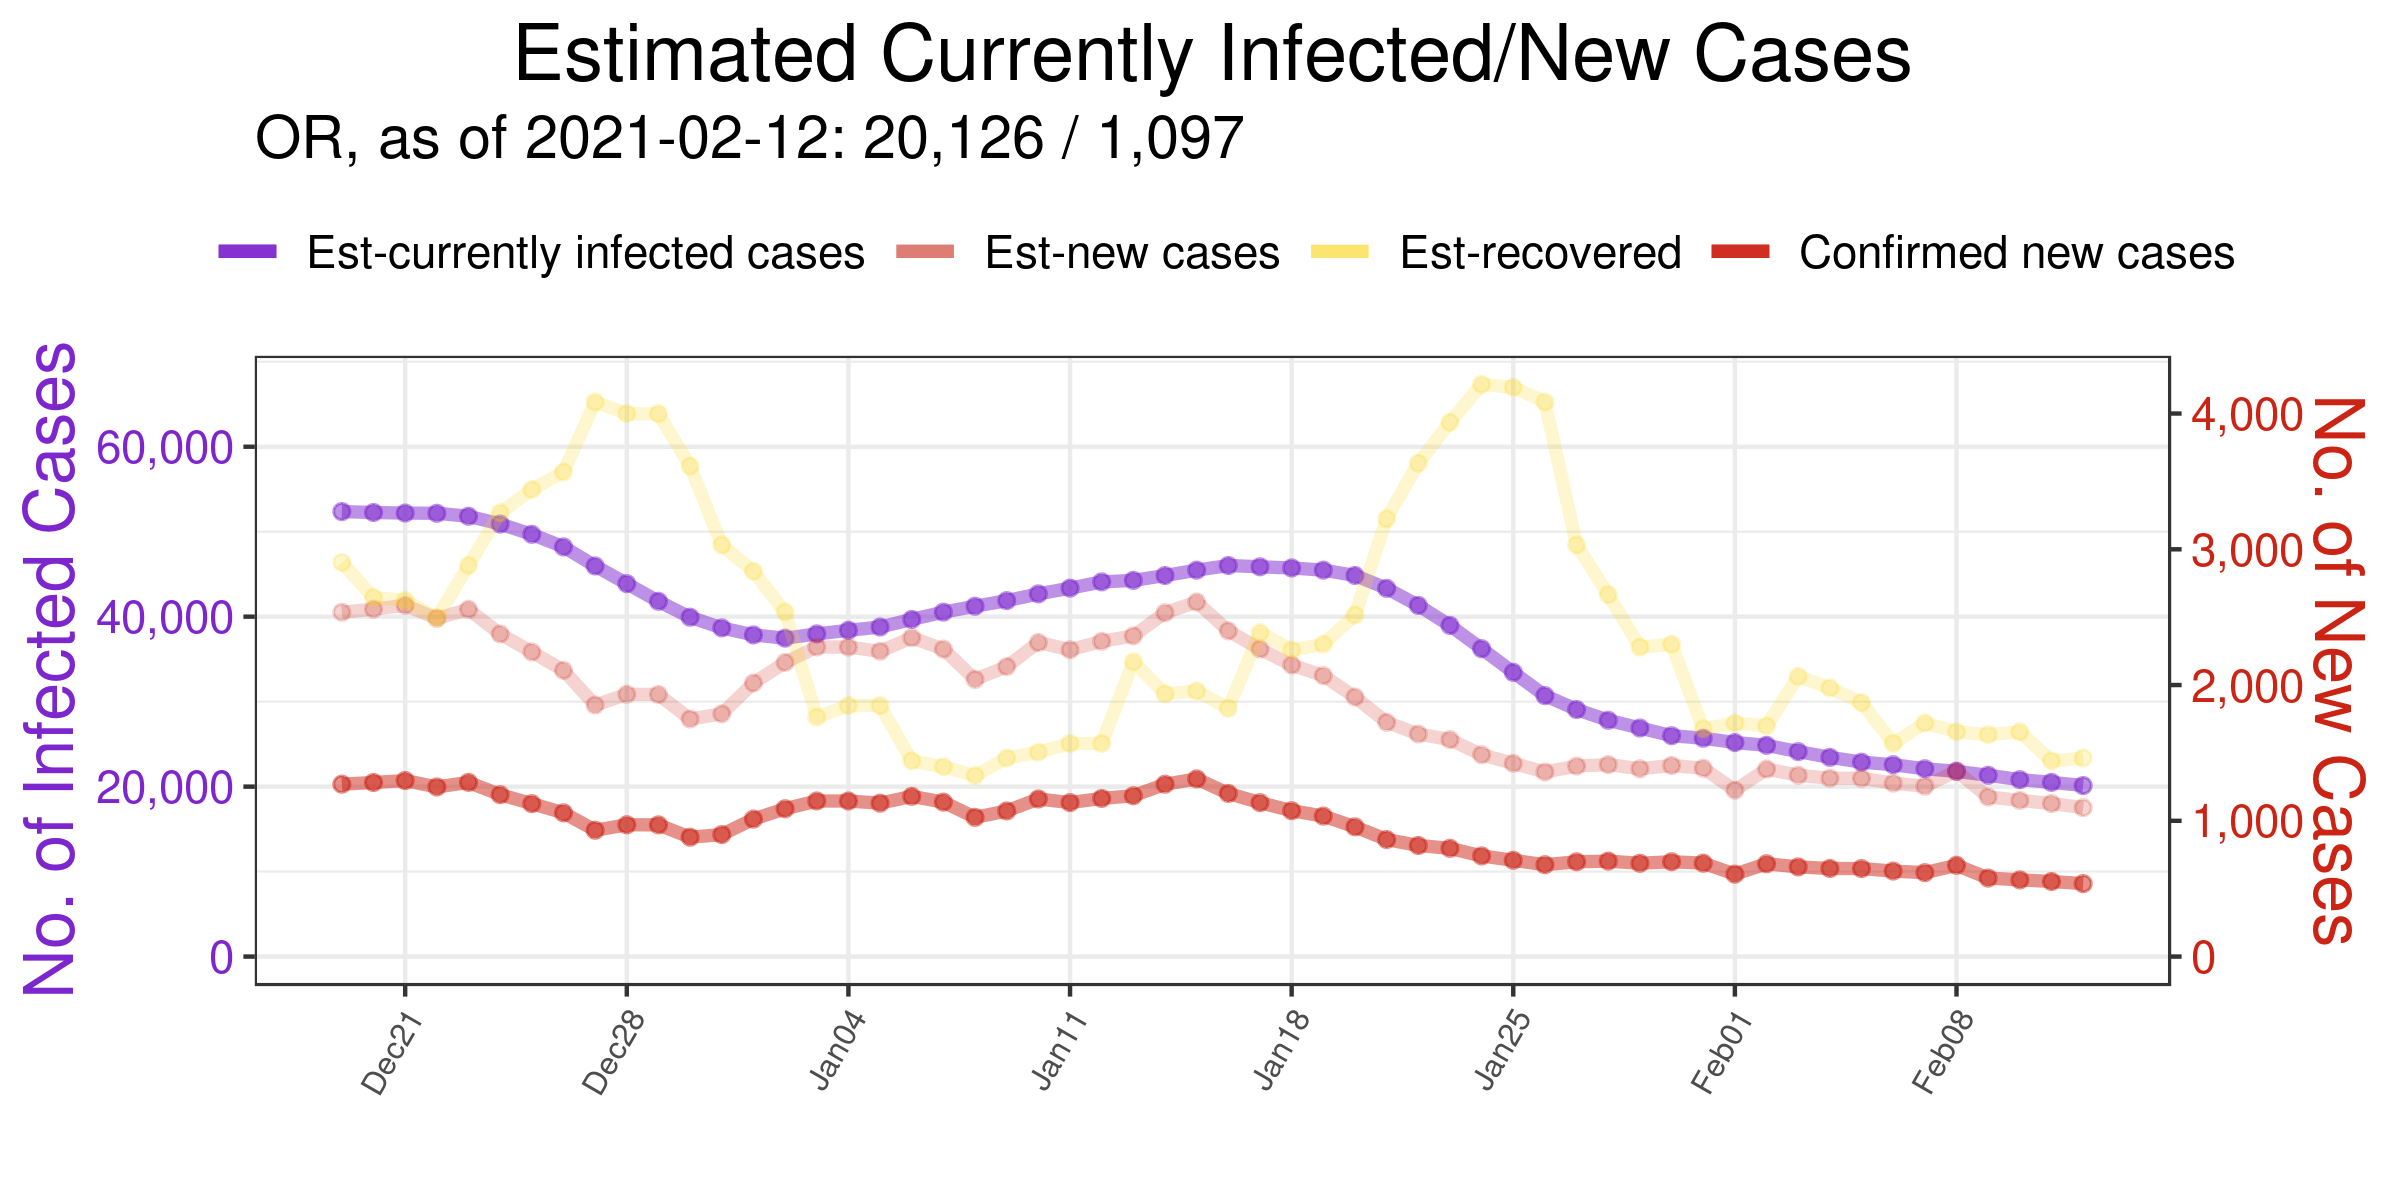 Estimated Currently Infected/New Cases
OR, as of 2021-02-12: 20,126 / 1,097
Est-currently infected cases Est-new cases Est-recovered Confirmed new cases
No. of Infected Cases
60,000
40,000
20,000
0
4,000
3,000
2,000
1,000
0
No. of New Cases
Dec21 Dec28 Jan04 Jan11 Jan18 Jan25 Feb01 Feb08